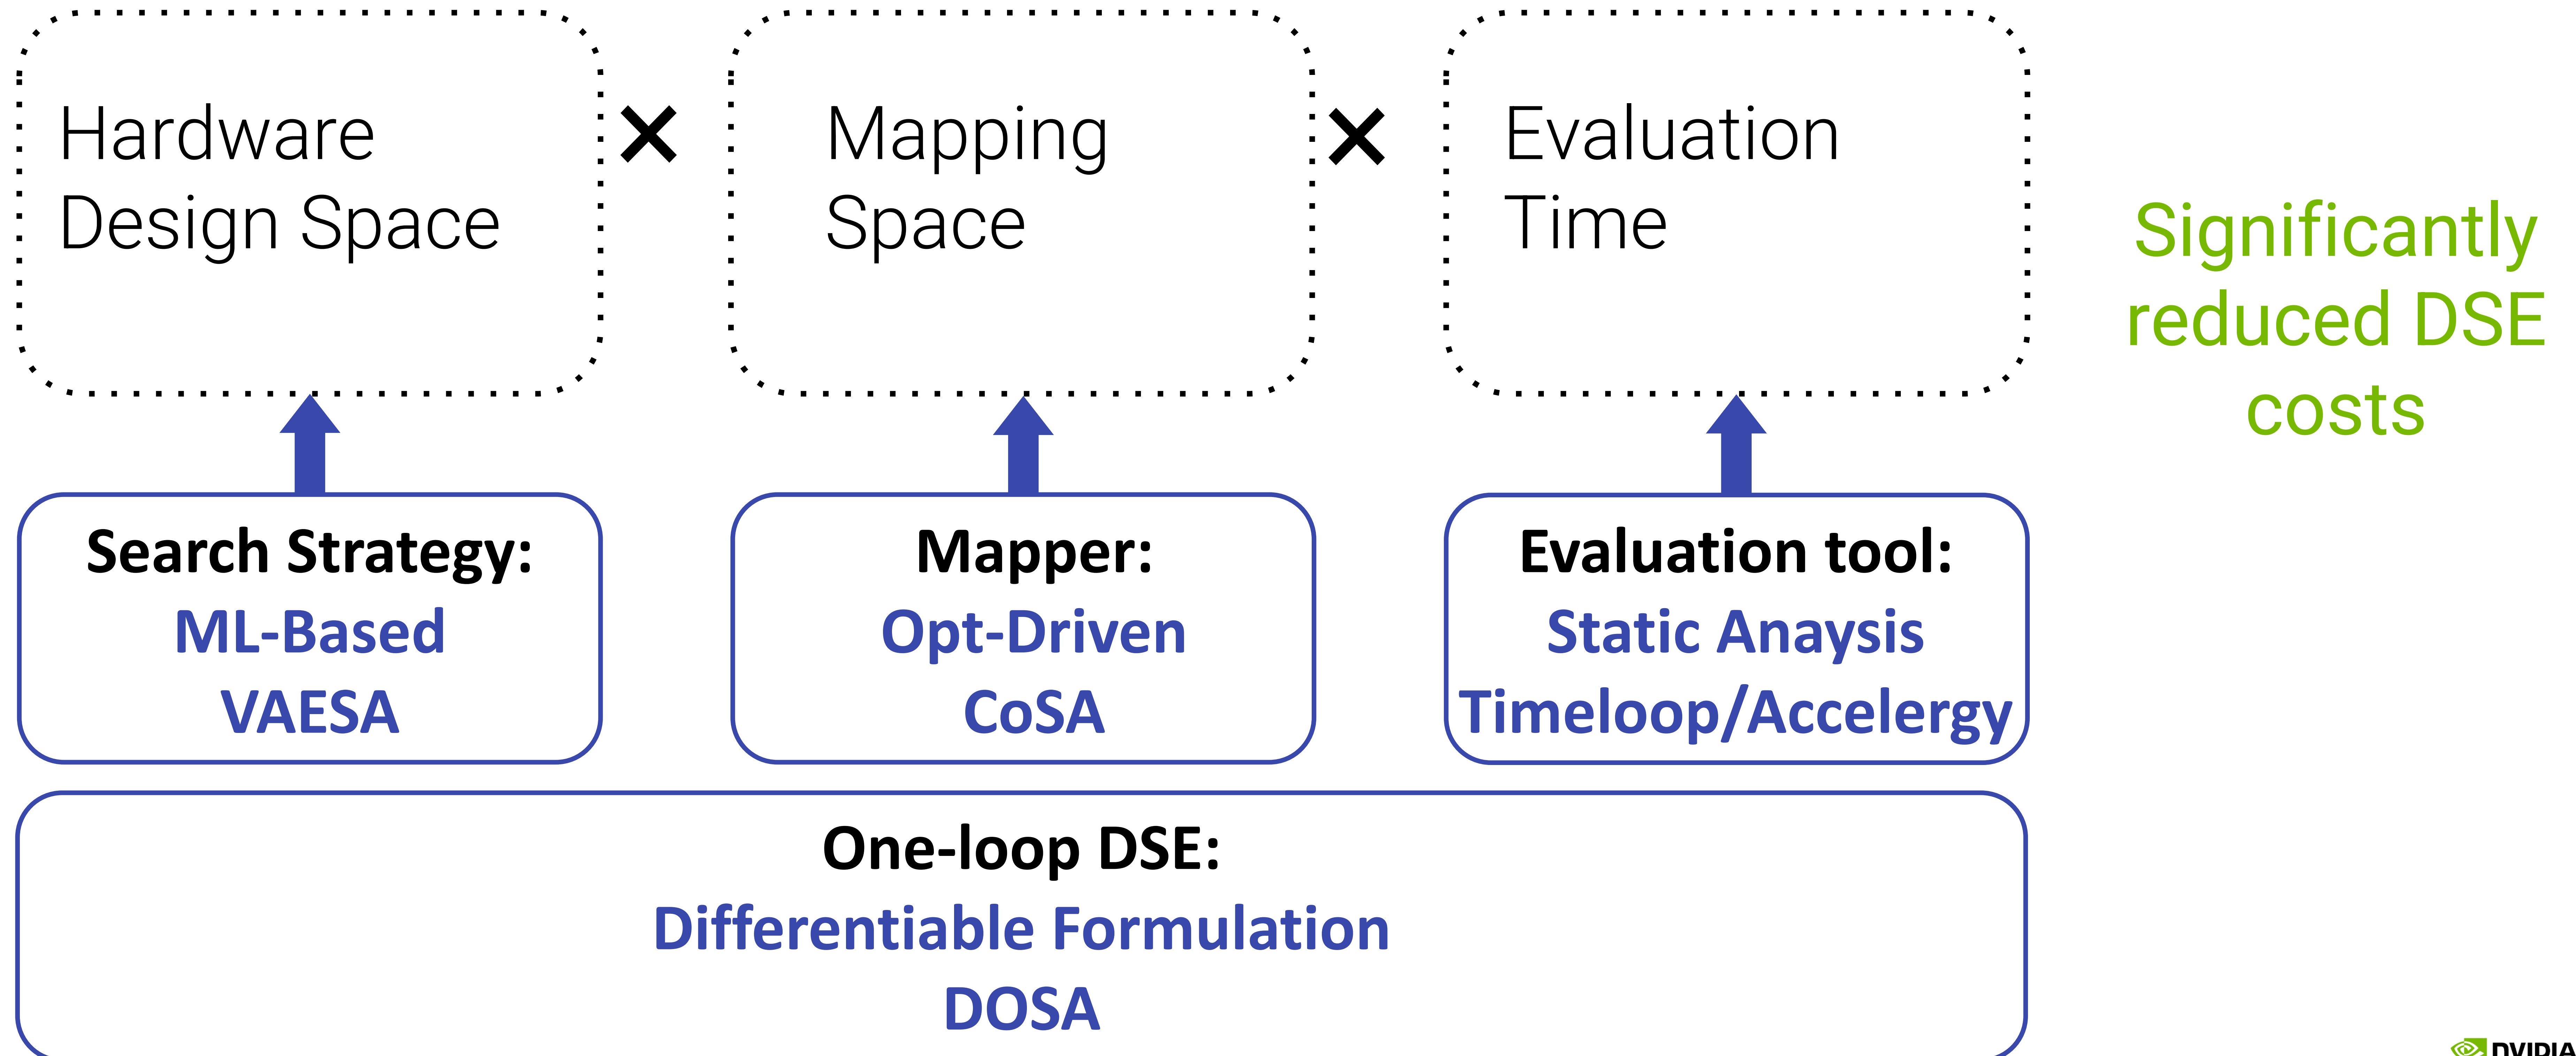 Hardware
Design Space
×
Mapping
Space
×
Evaluation
Time
Significantly
reduced DSE
costs
Search Strategy:
ML-Based
VAESA
Mapper:
Opt-Driven
CoSA
Evaluation tool:
Static Anaysis
Timeloop/Accelergy
One-loop DSE:
Differentiable Formulation
DOSA
NVIDIA